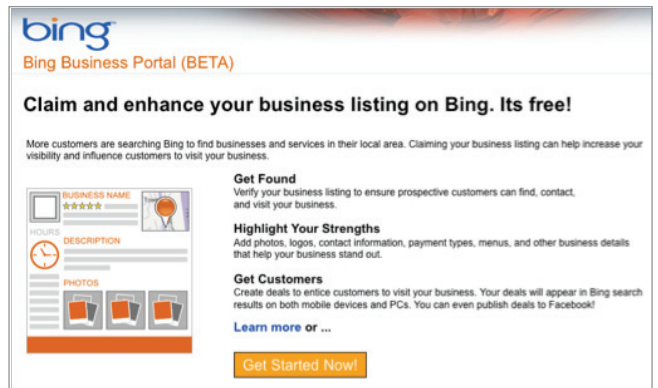 bing
Bing Business Portal (BETA)
Claim and enhance your business listing on Bing. Its free!
More customers are searching Bing to find businesses and services in their local area. Claiming your business listing can help increase your
visibility and influence customers to visit your business.
BUSINESS NAME
HOURS
DESCRIPTION
PHOTOS
Get Found
Verify your business listing to ensure prospective customers can find, contact,
and visit your business.
Highlight Your Strengths
Add photos, logos, contact information, payment types, menus, and other business details
that help your business stand out.
Get Customers
Create deals to entice customers to visit your business. Your deals will appear in Bing search
results on both mobile devices and PCs. You can even publish deals to Facebook!
Learn more or ...
Get Started Now!